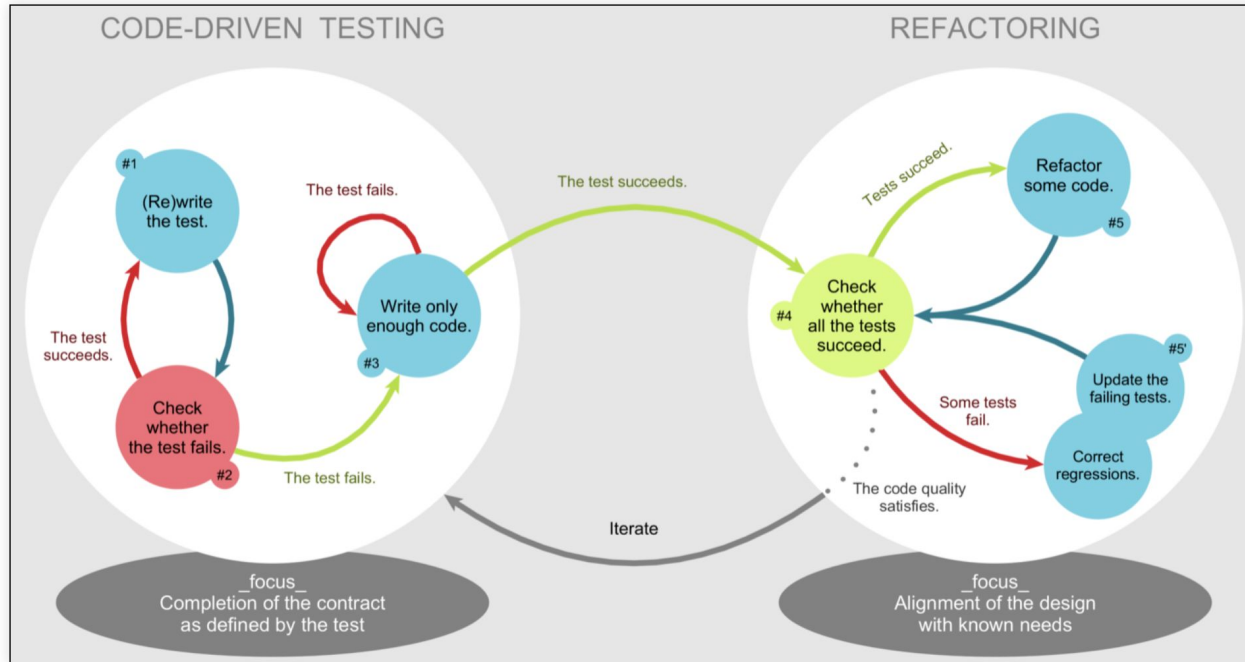 CODE-DRIVEN TESTING
#1
(Re)write
the test.
The test
succeeds.
Check
whether
the test fails.
#2
The test fails.
The test fails.
Write only
enough code.
#3
The test succeeds.
Iterate
_focus_
Completion of the contract
as defined by the test
REFACTORING
Check
whether
all the tests
succeed.
#4
Tests succeed.
Refactor
some code.
#5
Some tests
fail.
#5'
Update the
failing tests.
Correct
regressions.
The code quality
satisfies.
_focus_
Alignment of the design
with known needs